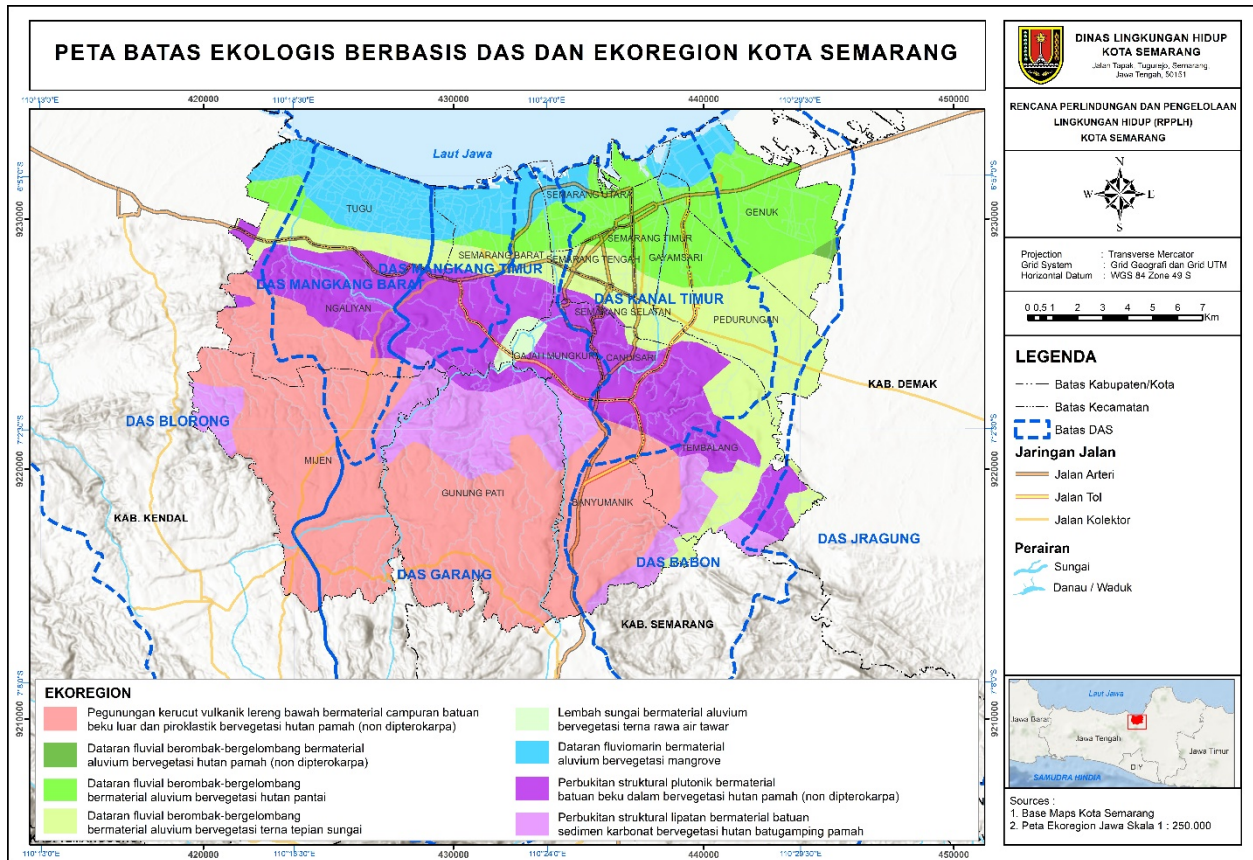 PETA BATAS EKOLOGIS BERBASIS DAS DAN EKOREGION KOTA SEMARANG
DINAS LINGKUNGAN HIDUP
KOTA SEMARANG
Jalan Tapak, Tugurejo, Semarang,
Jawa Tengah, 50151
RENCANA PERLINDUNGAN DAN PENGELOLAAN
LINGKUNGAN HIDUP (RPPLH)
KOTA SEMARANG
N
W E
S
Projection : Transverse Mercator
Grid System : Grid Geografi dan Grid UTM
Horizontal Datum : WGS 84 Zone 49 S
0 0,5 1 2 3 4 5 6 7
Km
LEGENDA
Batas Kabupaten/Kota
Batas Kecamatan
Batas DAS
Jaringan Jalan
Jalan Arteri
Jalan Tol
Jalan Kolektor
Perairan
Sungai
Danau / Waduk
Laut Jawa
Jawa Barat
Jawa Tengah
Jawa Timur
DIY
SAMUDRA HINDIA
Sources :
1. Base Maps Kota Semarang
2. Peta Ekoregion Jawa Skala 1 : 250.000
420000 430000 440000 450000
110°13'0"E
9230000
9220000
9210000
Laut Jawa
SEMARANG UTARA
TUGU
GENUK
SEMARANG TIMUR
SEMARANG BARAT
SEMARANG TENGAH
GAYAMSARI
DAS MANGKANG TIMUR
DAS MANGKANG BARAT
DAS KANAL TIMUR
NGALIYAN
SEMARANG SELATAN
PEDURUNGAN
GAJAH MUNGKUR
CANDISARI
KAB. DEMAK
DAS BLORONG
TEMBALANG
MIJEN
GUNUNG PATI
BANYUMANIK
KAB. KENDAL
DAS JRAGUNG
DAS BABON
DAS GARANG
KAB. SEMARANG
9230000
9220000
9210000
EKOREGION
Pegunungan kerucut vulkanik lereng bawah bermaterial campuran batuan
beku luar dan piroklastik bervegetasi hutan pamah (non dipterokarpa)
Dataran fluvial berombak-bergelombang bermaterial
aluvium bervegetasi hutan pamah (non dipterokarpa)
Dataran fluvial berombak-bergelombang
bermaterial aluvium bervegetasi hutan pantai
Dataran fluvial berombak-bergelombang
bermaterial aluvium bervegetasi terna tepian sungai
Lembah sungai bermaterial aluvium
bervegetasi terna rawa air tawar
Dataran fluviomarin bermaterial
aluvium bervegetasi mangrove
Perbukitan struktural plutonik bermaterial
batuan beku dalam bervegetasi hutan pamah (non dipterokarpa)
Perbukitan struktural lipatan bermaterial batuan
sedimen karbonat bervegetasi hutan batugamping pamah
420000 430000 440000 450000